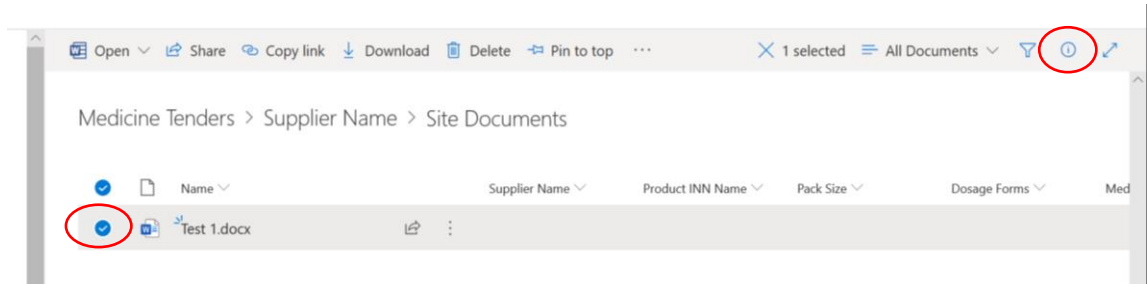 Open Share Copy link Download Delete Pin to top ... 1 selected All Documents
Medicine Tenders > Supplier Name > Site Documents
Name Supplier Name Product INN Name Pack Size Dosage Forms Med
Test 1.docx